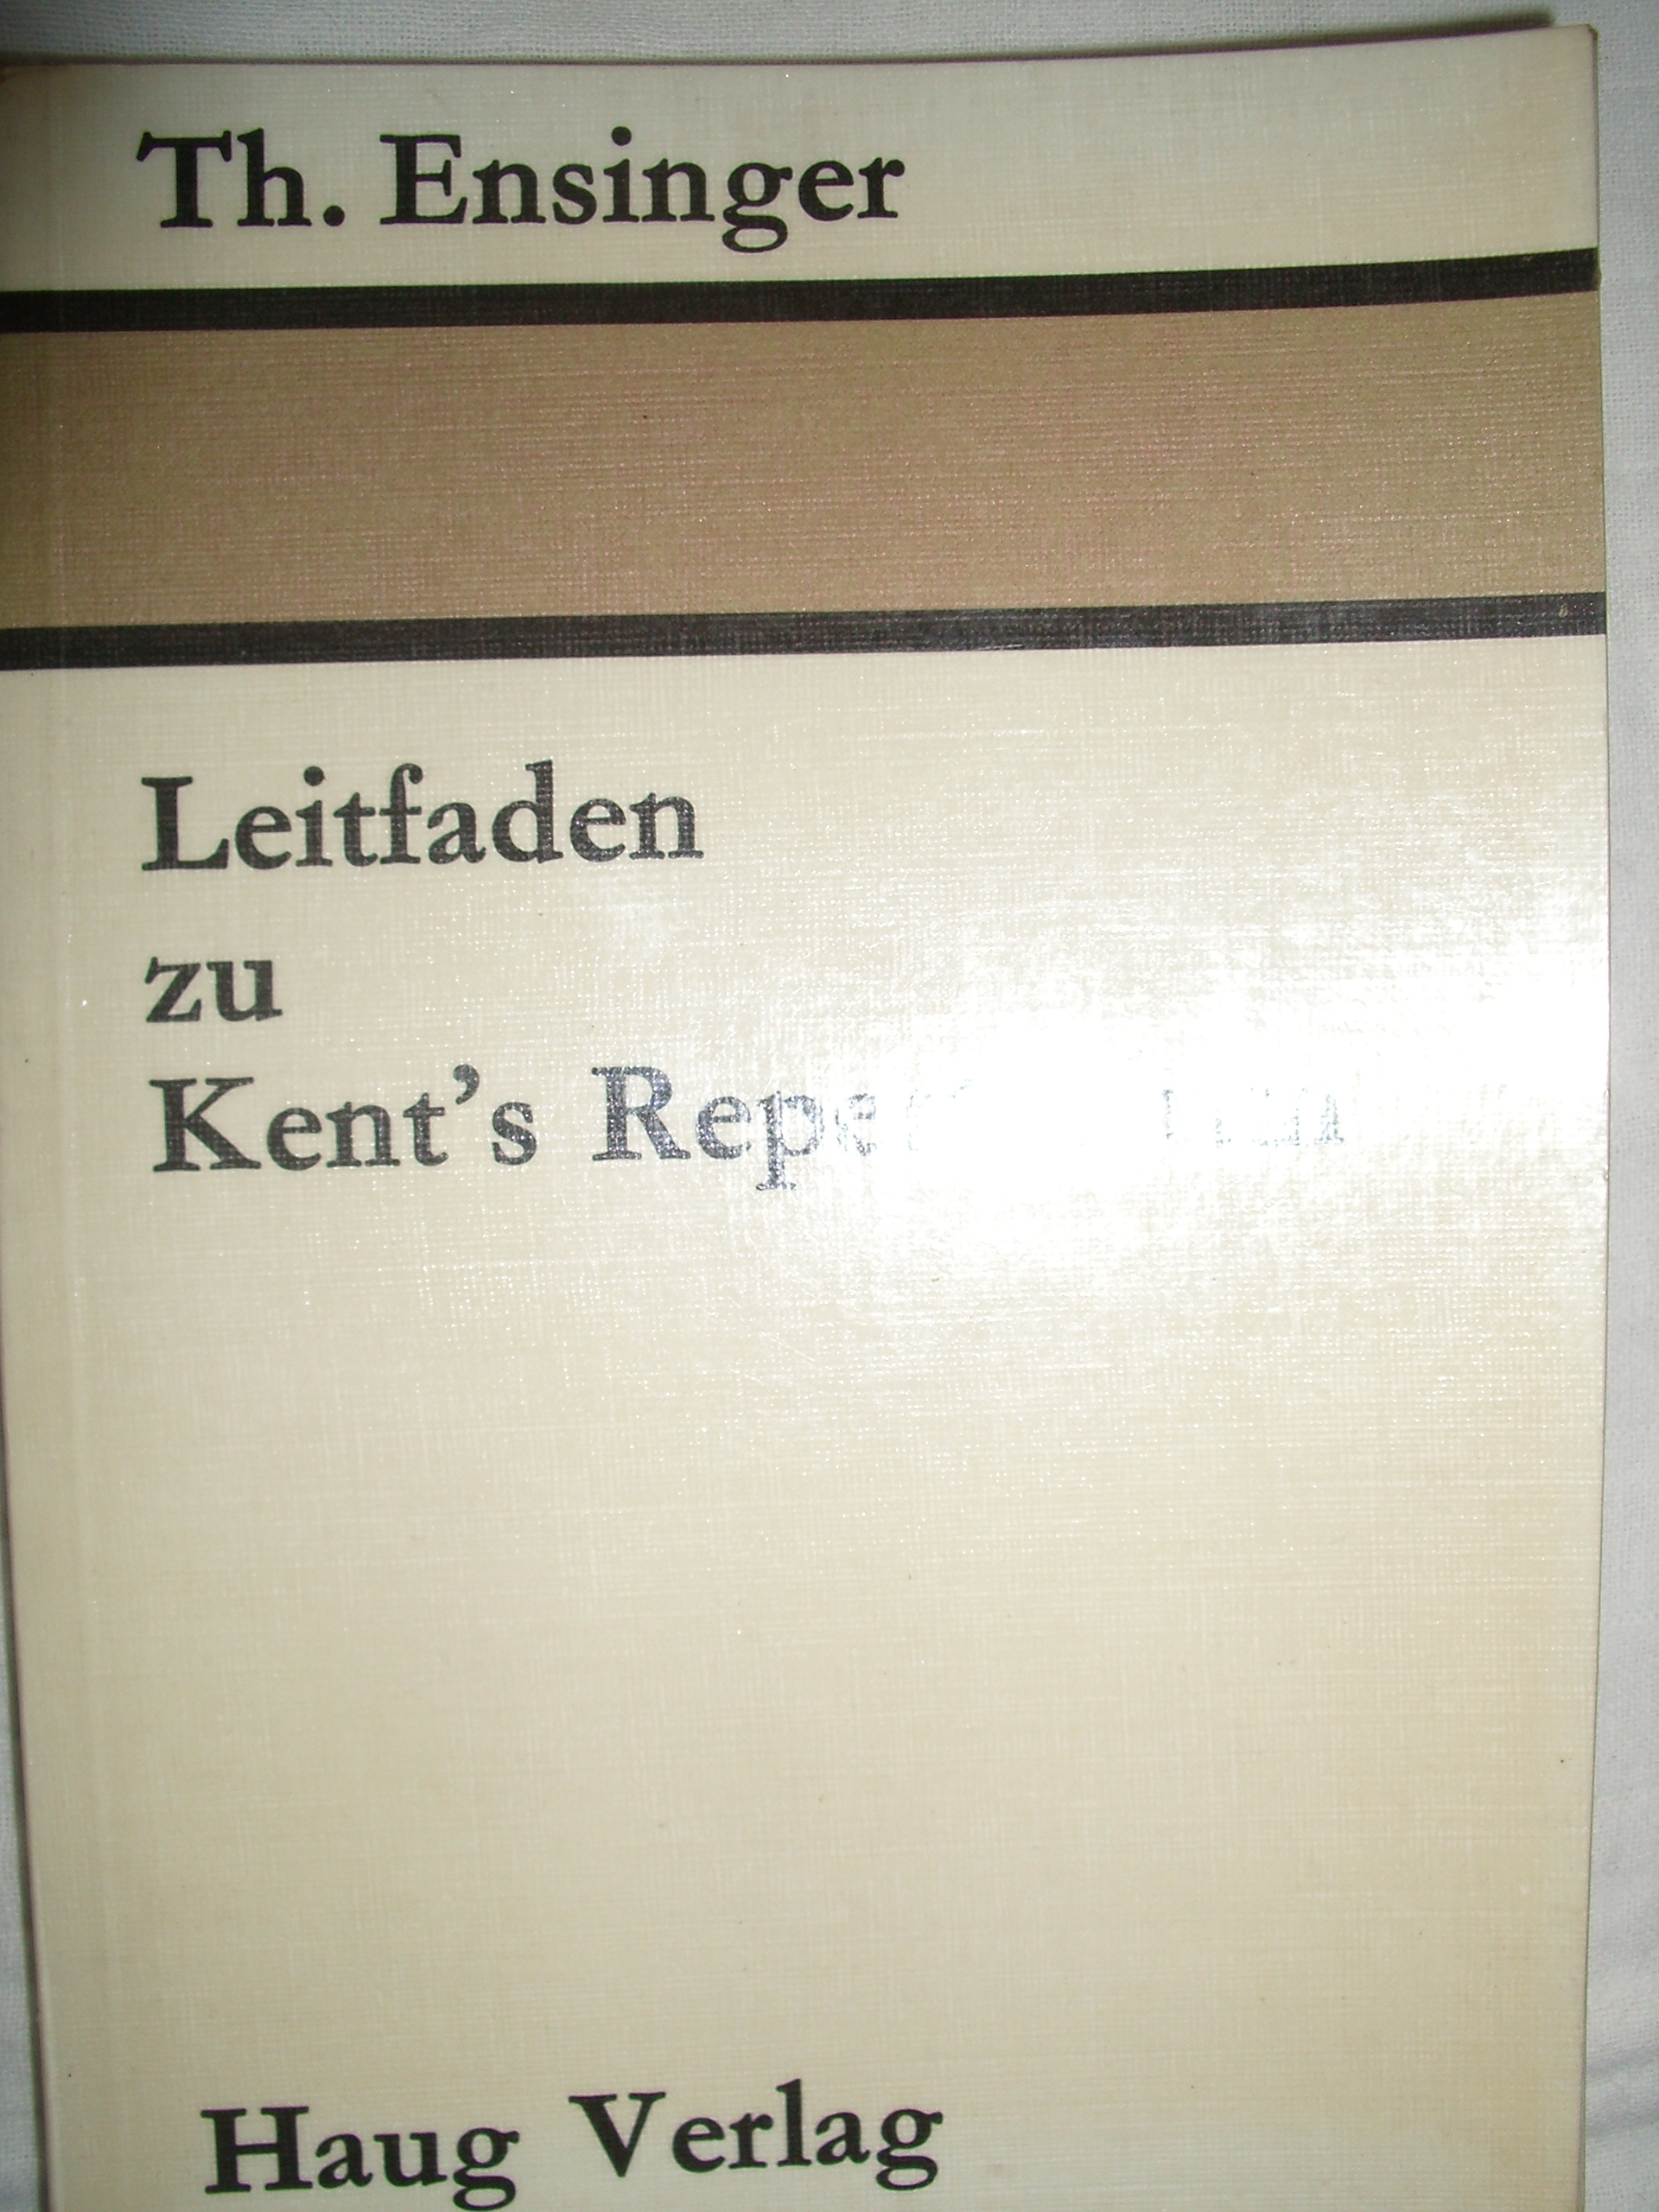 Th. Ensinger
Leitfaden
zu
Kent's
Haug Verlag